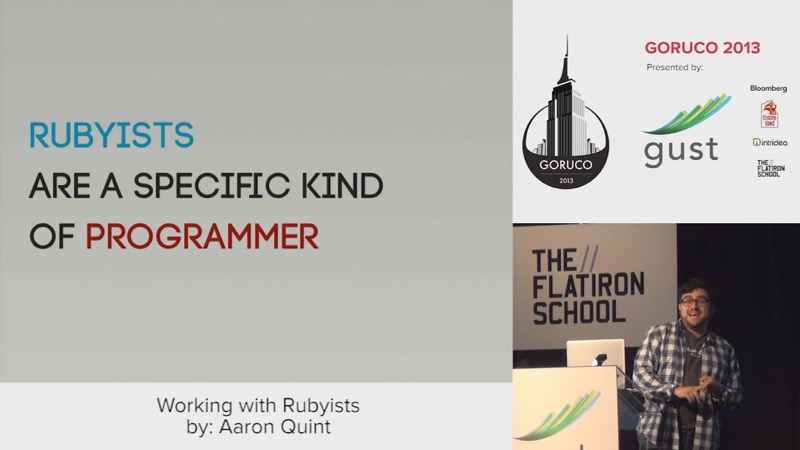 RUBYISTS
ARE A SPECIFIC KIND
OF PROGRAMMER
Working with Rubyists
by: Aaron Quint
GORUCO
2013
GORUCO 2013
Presented by:
gust
Bloomberg
intridea
THE//
FLATIRON
SCHOOL
THE//
FLATIRON
SCHOOL